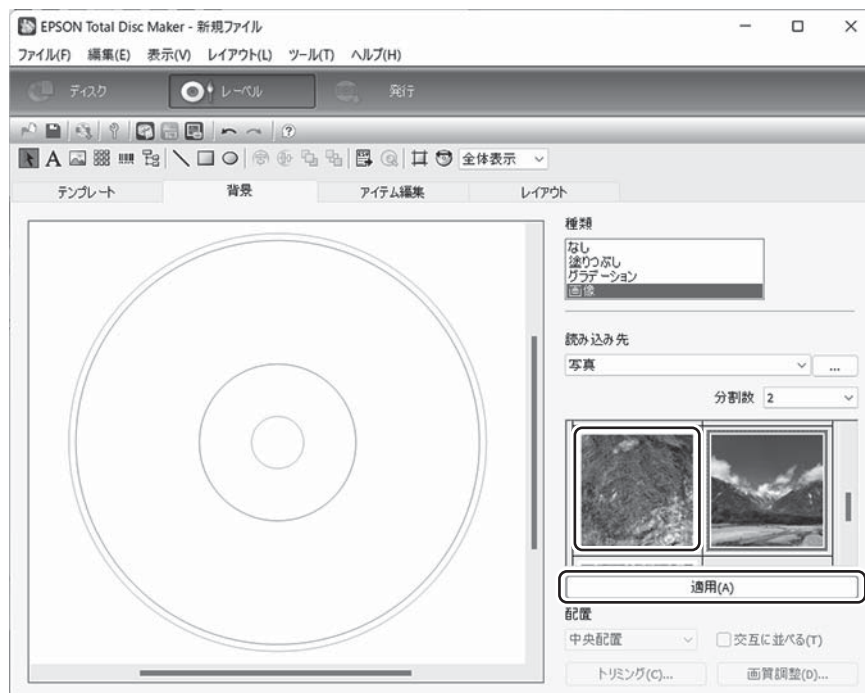 EPSON Total Disc Maker - 新規ファイル
ファイル(F) 編集(E) 表示(V) レイアウト(L) ツール(T) ヘルプ(H)
ディスク レーベル 発行
A 全体表示
テンプレート 背景 アイテム編集 レイアウト
種類
なし
塗りつぶし
グラデーション
画像
読み込み先
写真 ...
分割数 2
適用(A)
配置
中央配置 交互に並べる(T)
トリミング(C)... 画質調整(D)...